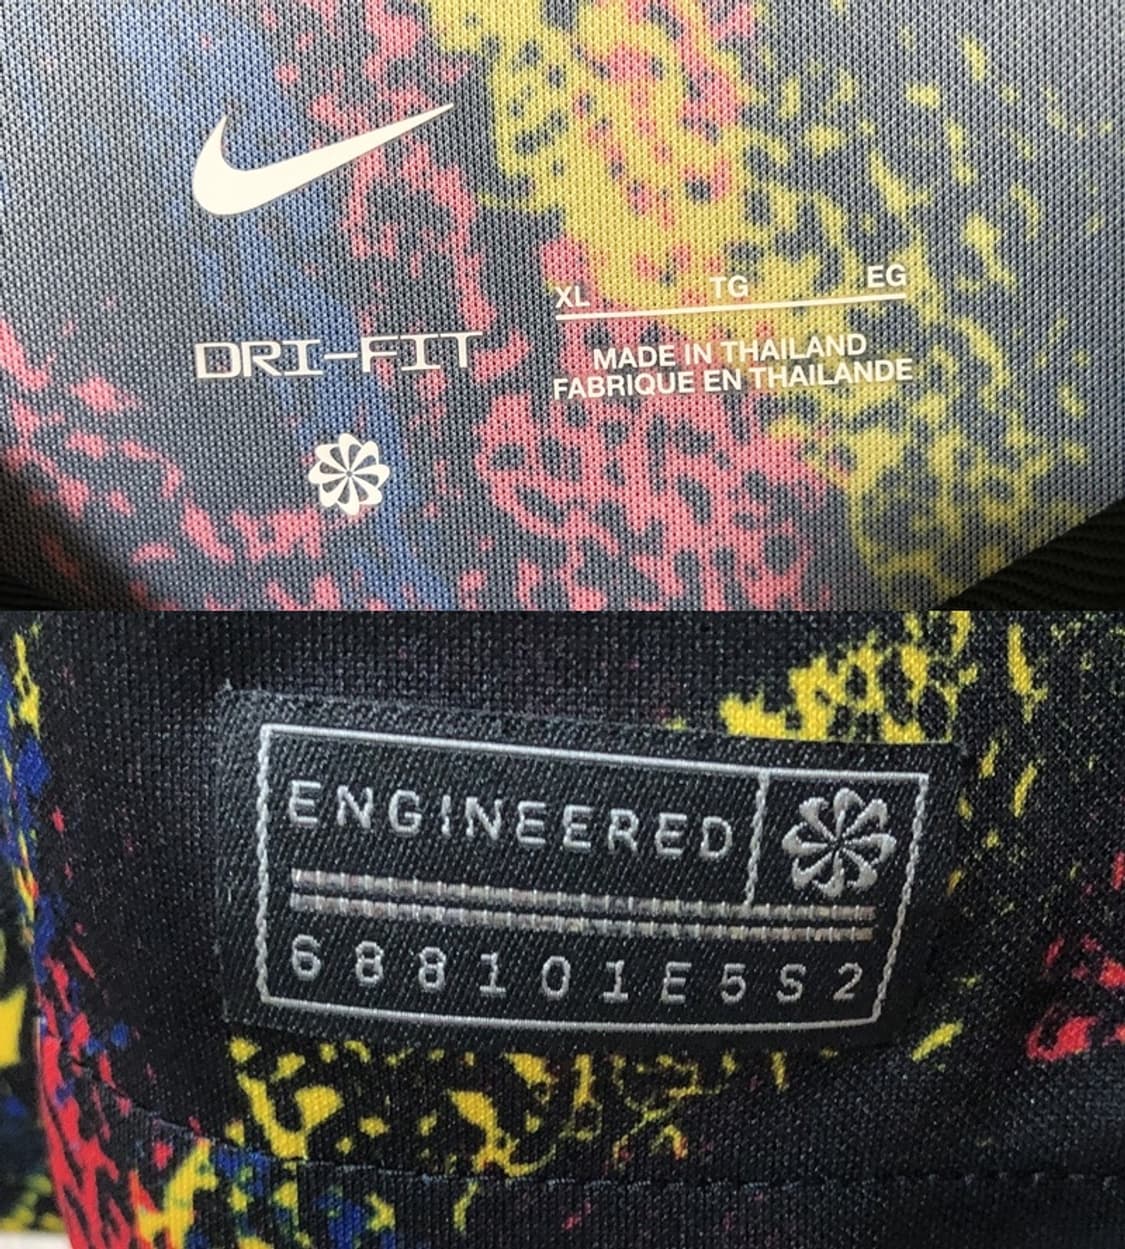 XL TG EG
DRI-FIT
MADE IN THAILAND
FABRIQUE EN THAILANDE
ENGINEERED
688101E5S2